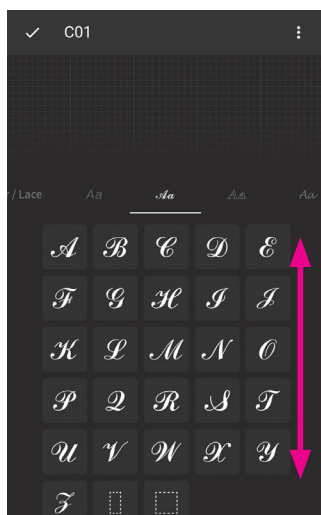 C01
/ Lace Aa Aa Aa Aa
A B C D E
F G H I J
K L M N O
P Q R S T
U V W X Y
Z